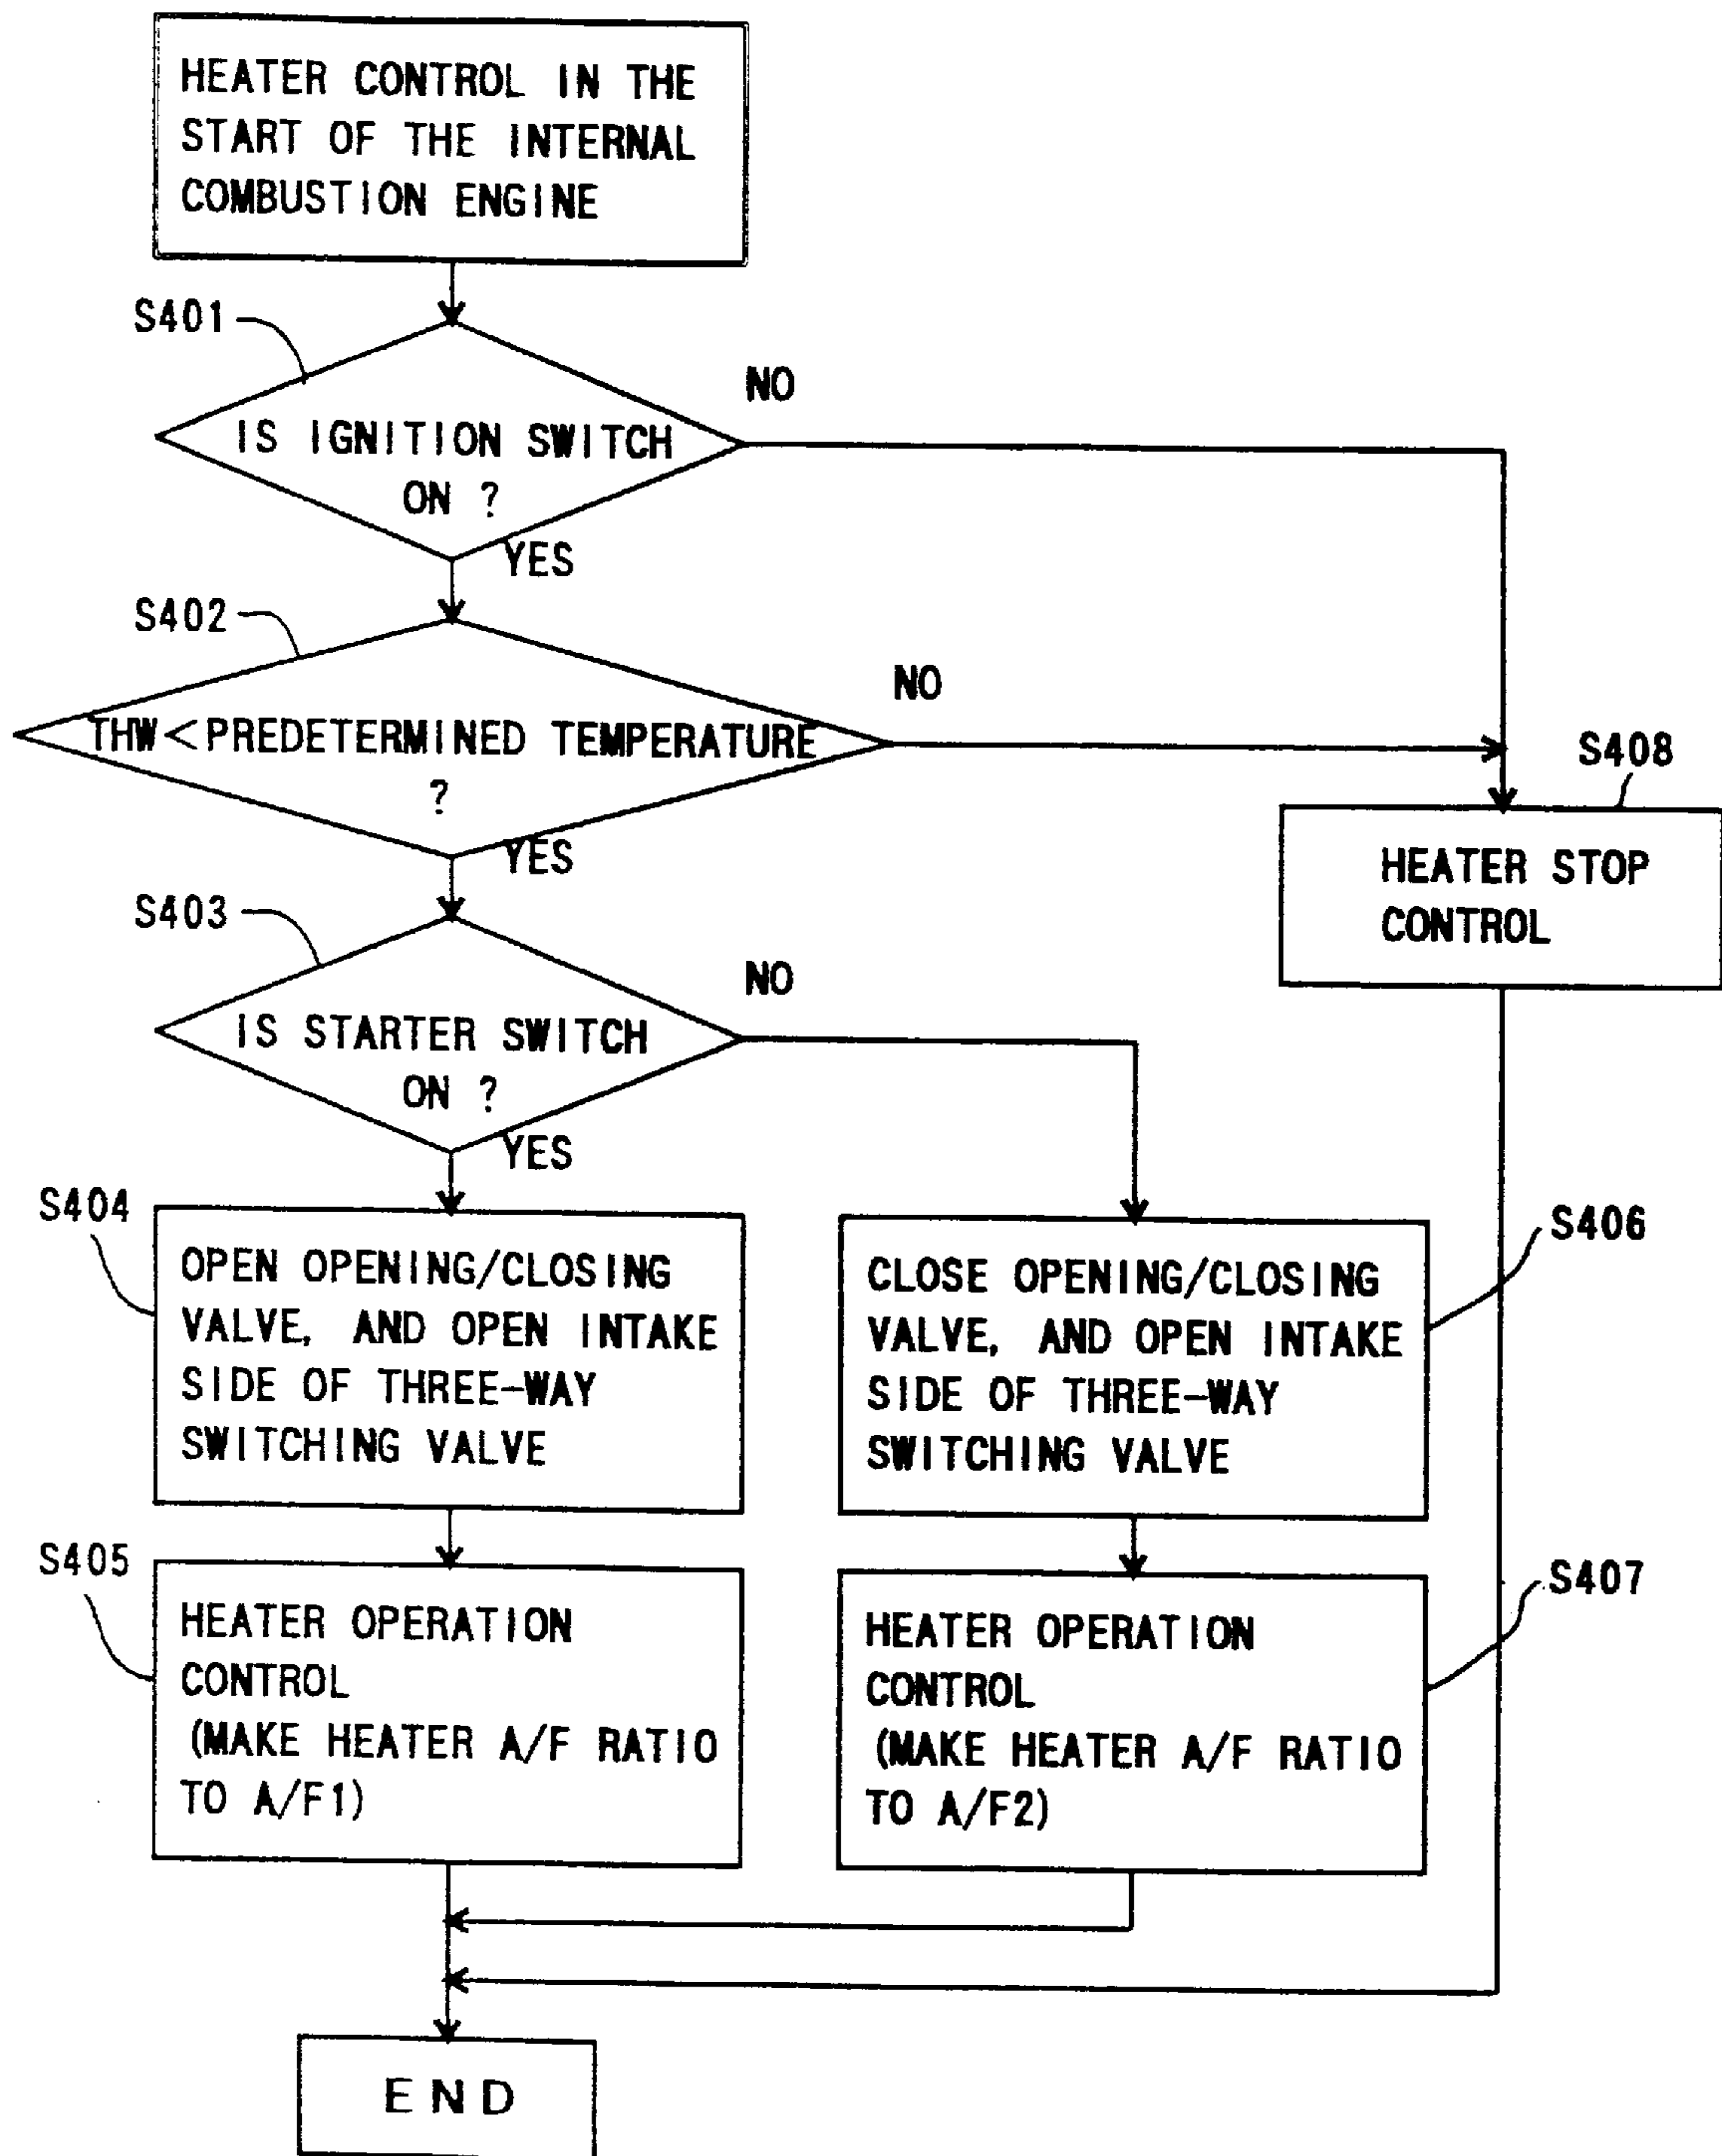 HEATER CONTROL IN THE
START OF THE INTERNAL
COMBUSTION ENGINE
S401
NO
IS IGNITION SWITCH
ON ?
YES
S402
NO
THW<PREDETERMINED TEMPERATURE
?
YES
S408
HEATER STOP
CONTROL
S403
NO
IS STARTER SWITCH
ON ?
YES
S404
OPEN OPENING/CLOSING
VALVE, AND OPEN INTAKE
SIDE OF THREE-WAY
SWITCHING VALVE
S406
CLOSE OPENING/CLOSING
VALVE, AND OPEN INTAKE
SIDE OF THREE-WAY
SWITCHING VALVE
S405
HEATER OPERATION
CONTROL
(MAKE HEATER A/F RATIO
TO A/F1)
S407
HEATER OPERATION
CONTROL
(MAKE HEATER A/F RATIO
TO A/F2)
END